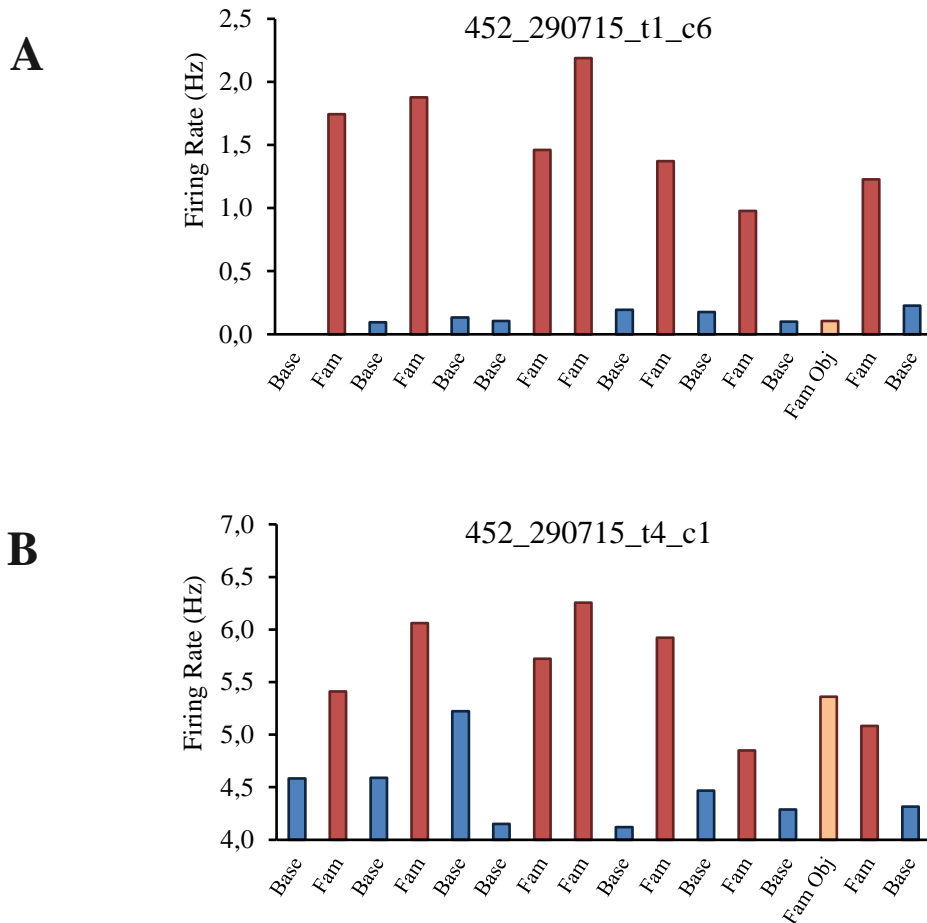 A
452_290715_t1_c6
Firing Rate (Hz)
2,5
2,0
1,5
1,0
0,5
0,0
Base
Fam
Base
Fam
Base
Base
Fam
Fam
Base
Fam
Base
Fam
Base
Fam Obj
Fam
Base
B
452_290715_t4_c1
Firing Rate (Hz)
7,0
6,5
6,0
5,5
5,0
4,5
4,0
Base
Fam
Base
Fam
Base
Base
Fam
Fam
Base
Fam
Base
Fam
Base
Fam Obj
Fam
Base